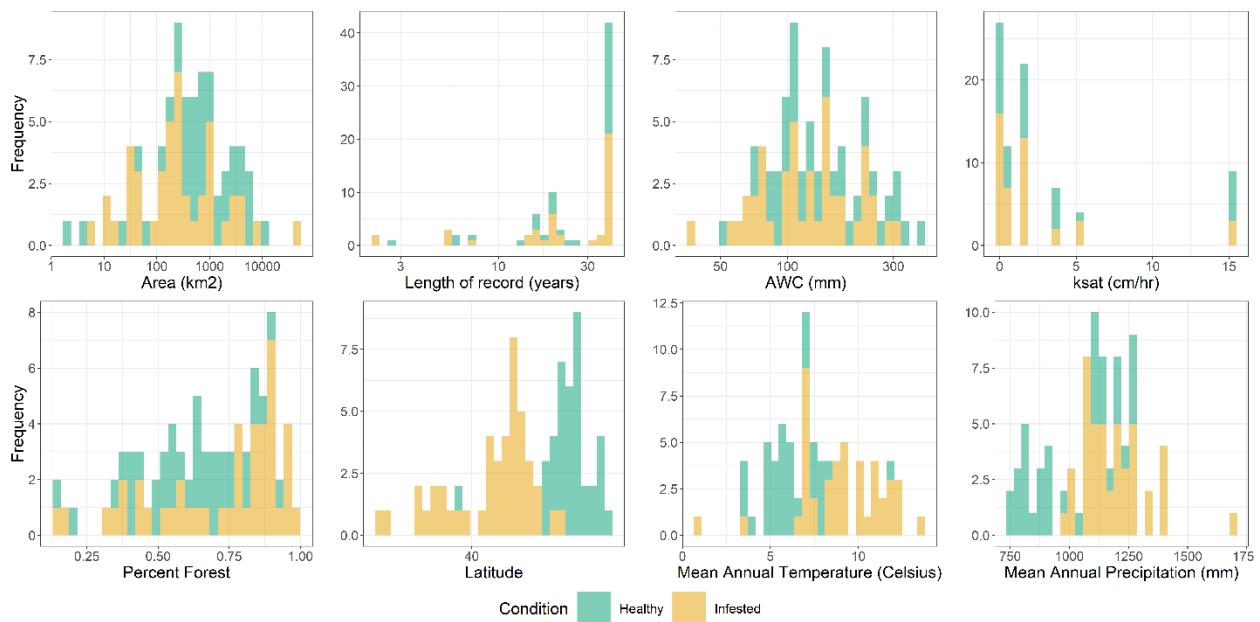 Frequency
7.5
5.0
2.5
0.0
1 10 100 1000 10000
Area (km2)
40
30
20
10
0
3 10 30
Length of record (years)
7.5
5.0
2.5
0.0
50 100 300
AWC (mm)
20
10
0
0 5 10 15
ksat (cm/hr)
Frequency
8
6
4
2
0
0.25 0.50 0.75 1.00
Percent Forest
7.5
5.0
2.5
0.0
40
Latitude
12.5
10.0
7.5
5.0
2.5
0.0
0 5 10
Mean Annual Temperature (Celsius)
10.0
7.5
5.0
2.5
0.0
750 1000 1250 1500 175
Mean Annual Precipitation (mm)
Condition Healthy Infested